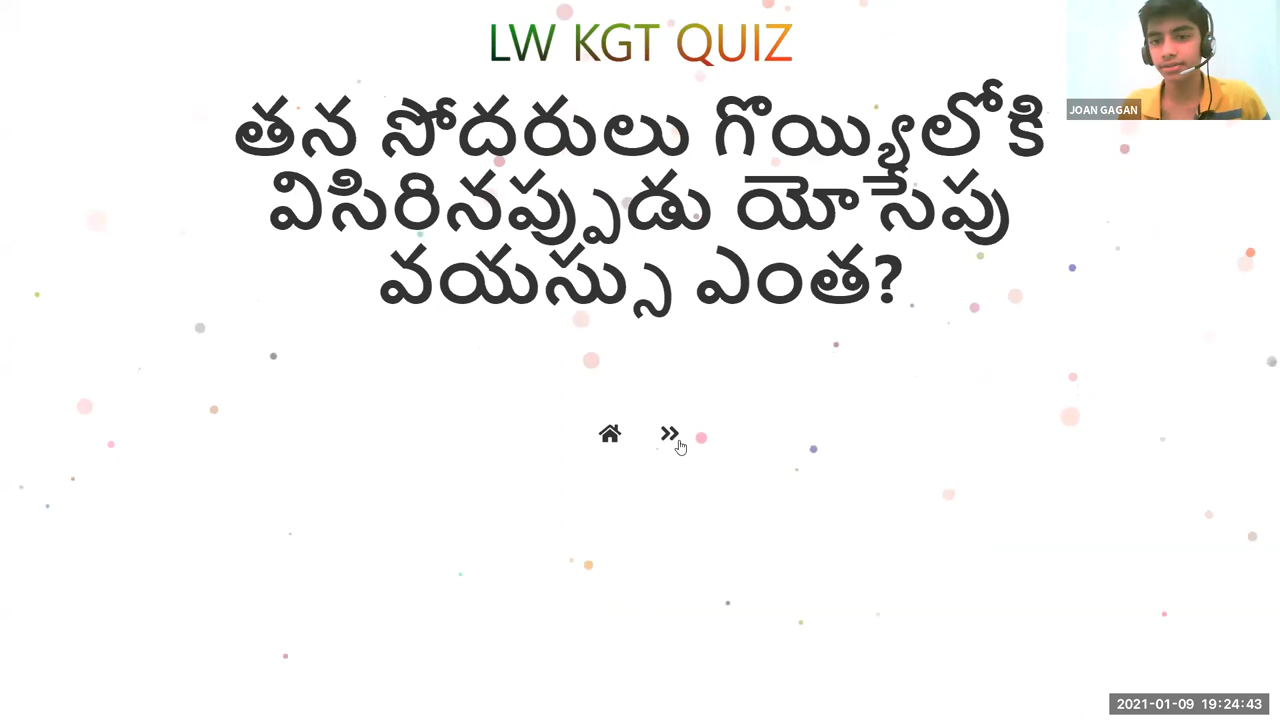 LW KGT QUIZ
JOAN GAGAN
తన సోదరులు గొయ్యిలోకి
విసిరినప్పుడు యోసేపు
వయస్సు ఎంత?
2021-01-09 19:24:43